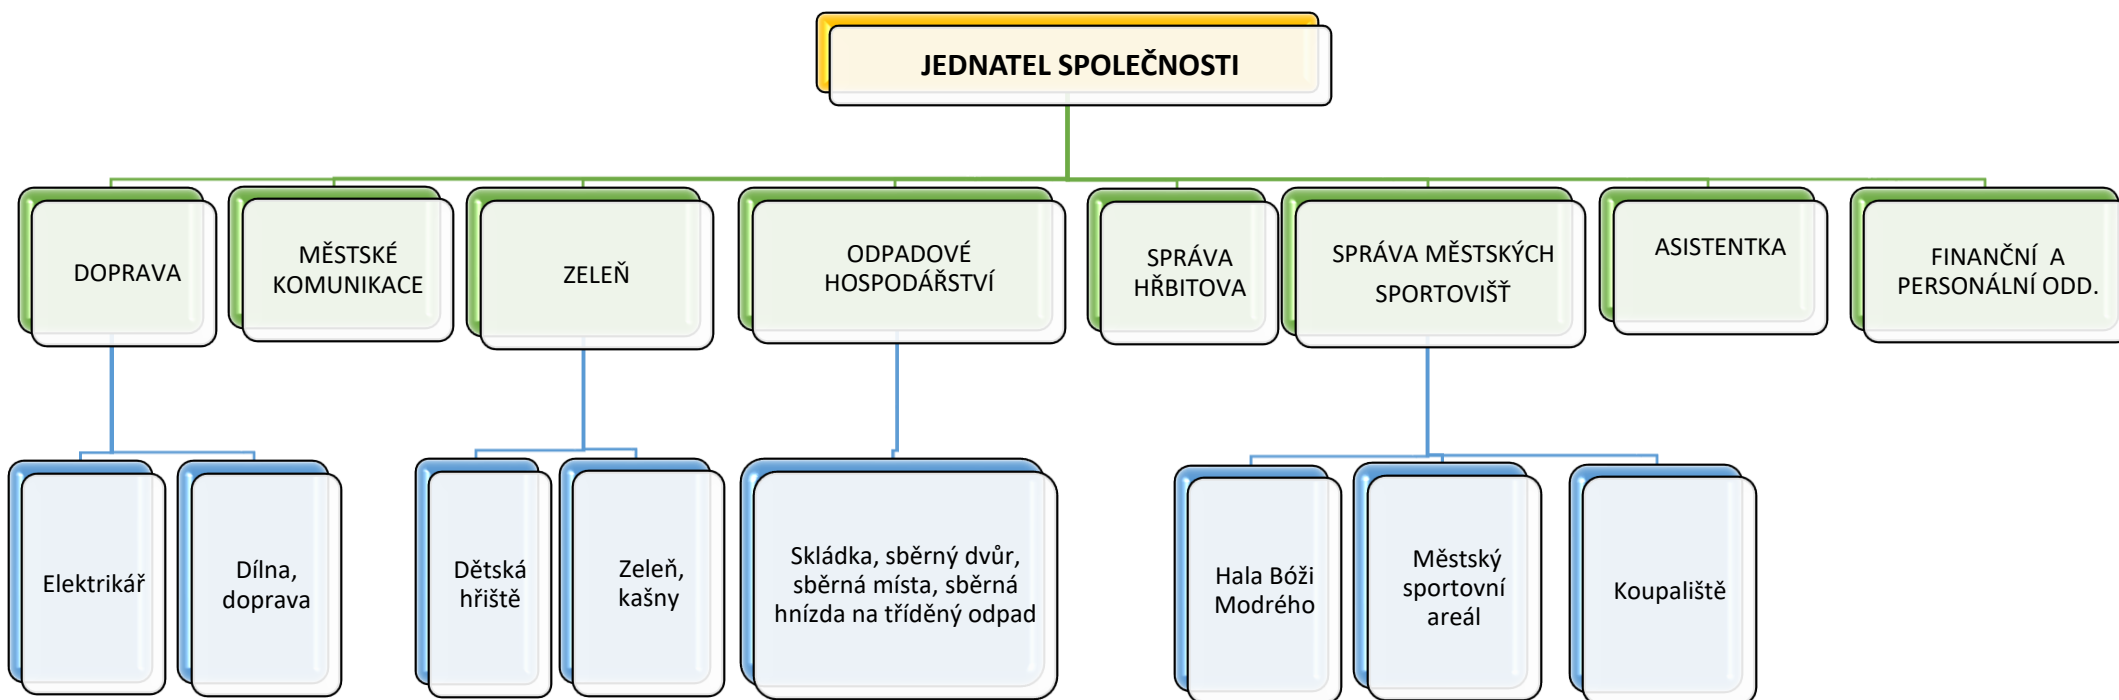 JEDNATEL SPOLEČNOSTI
DOPRAVA
MĚSTSKÉ
KOMUNIKACE
ZELEŇ
ODPADOVÉ
HOSPODÁŘSTVÍ
SPRÁVA
HŘBITOVA
SPRÁVA MĚSTSKÝCH
SPORTOVIŠŤ
ASISTENTKA
FINANČNÍ A
PERSONÁLNÍ ODD.
Elektrikář
Dílna,
doprava
Dětská
hřiště
Zeleň,
kašny
Skládka, sběrný dvůr,
sběrná místa, sběrná
hnízda na tříděný odpad
Hala Bóži
Modrého
Městský
sportovní
areál
Koupaliště